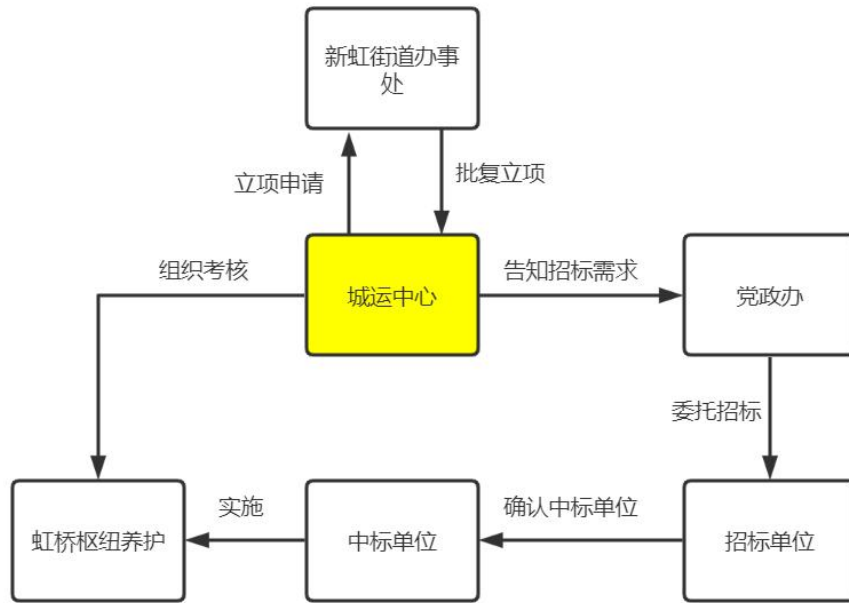 新虹街道办事
处
立项申请
批复立项
组织考核
城运中心
告知招标需求
党政办
委托招标
虹桥枢纽养护
实施
中标单位
确认中标单位
招标单位